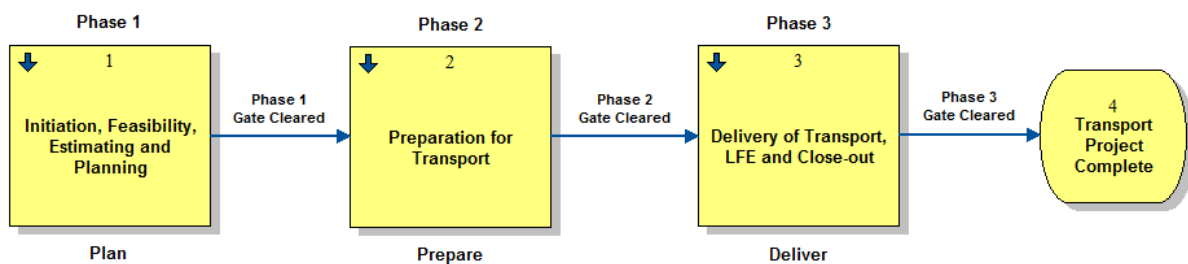 Phase 1
Phase 2
Phase 3
1
Initiation, Feasibility,
Estimating and
Planning
Phase 1
Gate Cleared
2
Preparation for
Transport
Phase 2
Gate Cleared
3
Delivery of Transport,
LFE and Close-out
Phase 3
Gate Cleared
4
Transport
Project
Complete
Plan
Prepare
Deliver